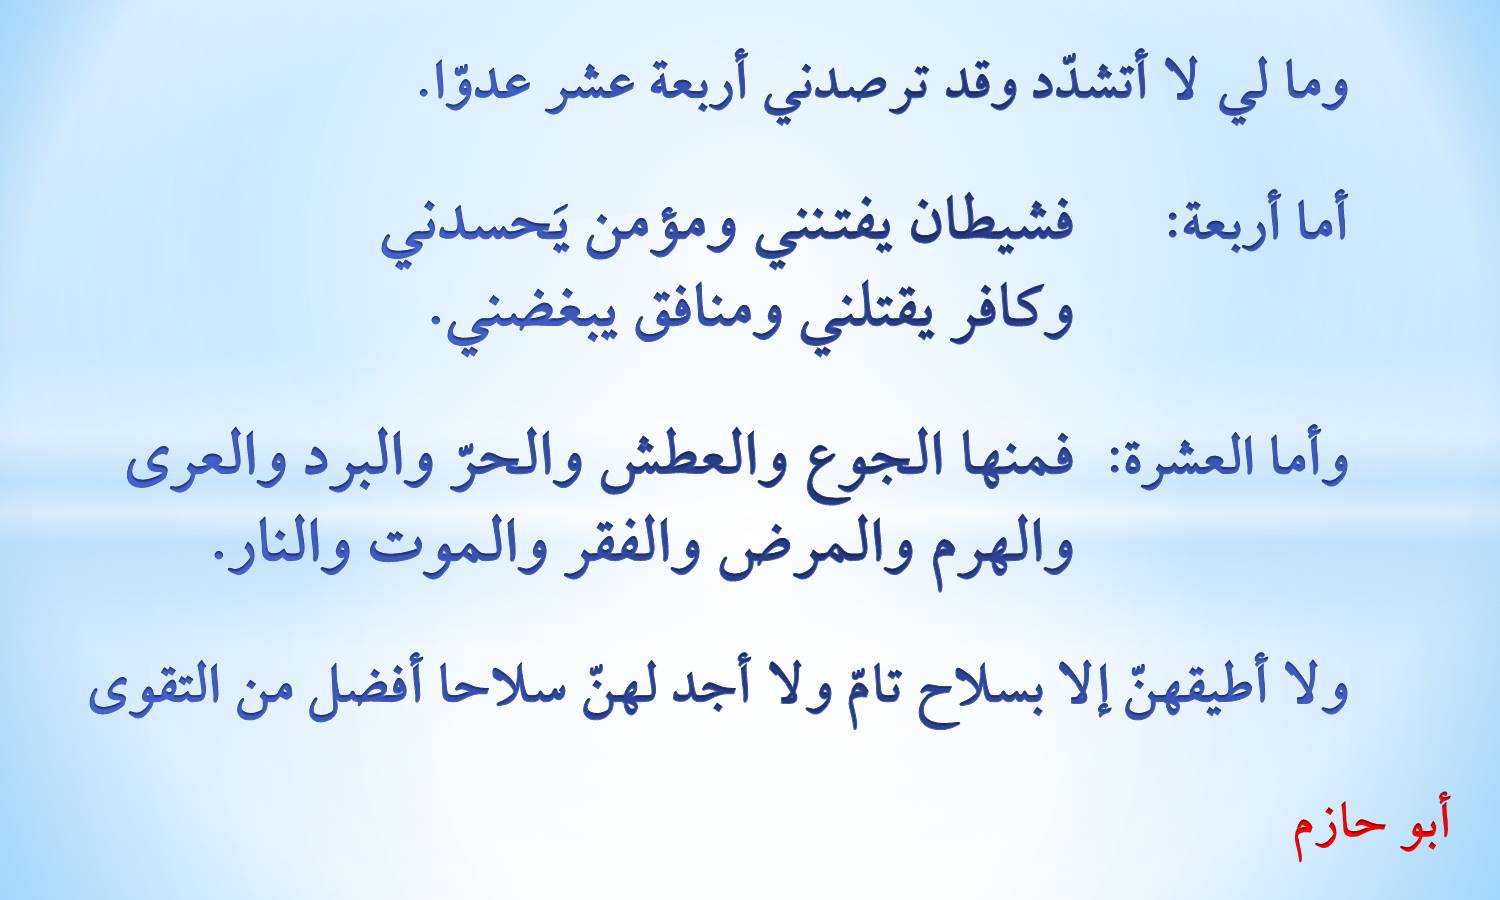 وما لي لا أتشدّد وقد ترصدني أربعة عشر عدوّا.
أما أربعة: فشيطان يفتنني ومؤمن يَحسدني
وكافر يقتلني ومنافق يبغضني.
وأما العشرة: فمنها الجوع والعطش والحرّ والبرد والعرى
والهرم والمرض والفقر والموت والنار.
ولا أطيقهنّ إلا بسلاح تامّ ولا أجد لهنّ سلاحا أفضل من التقوى
أبو حازم